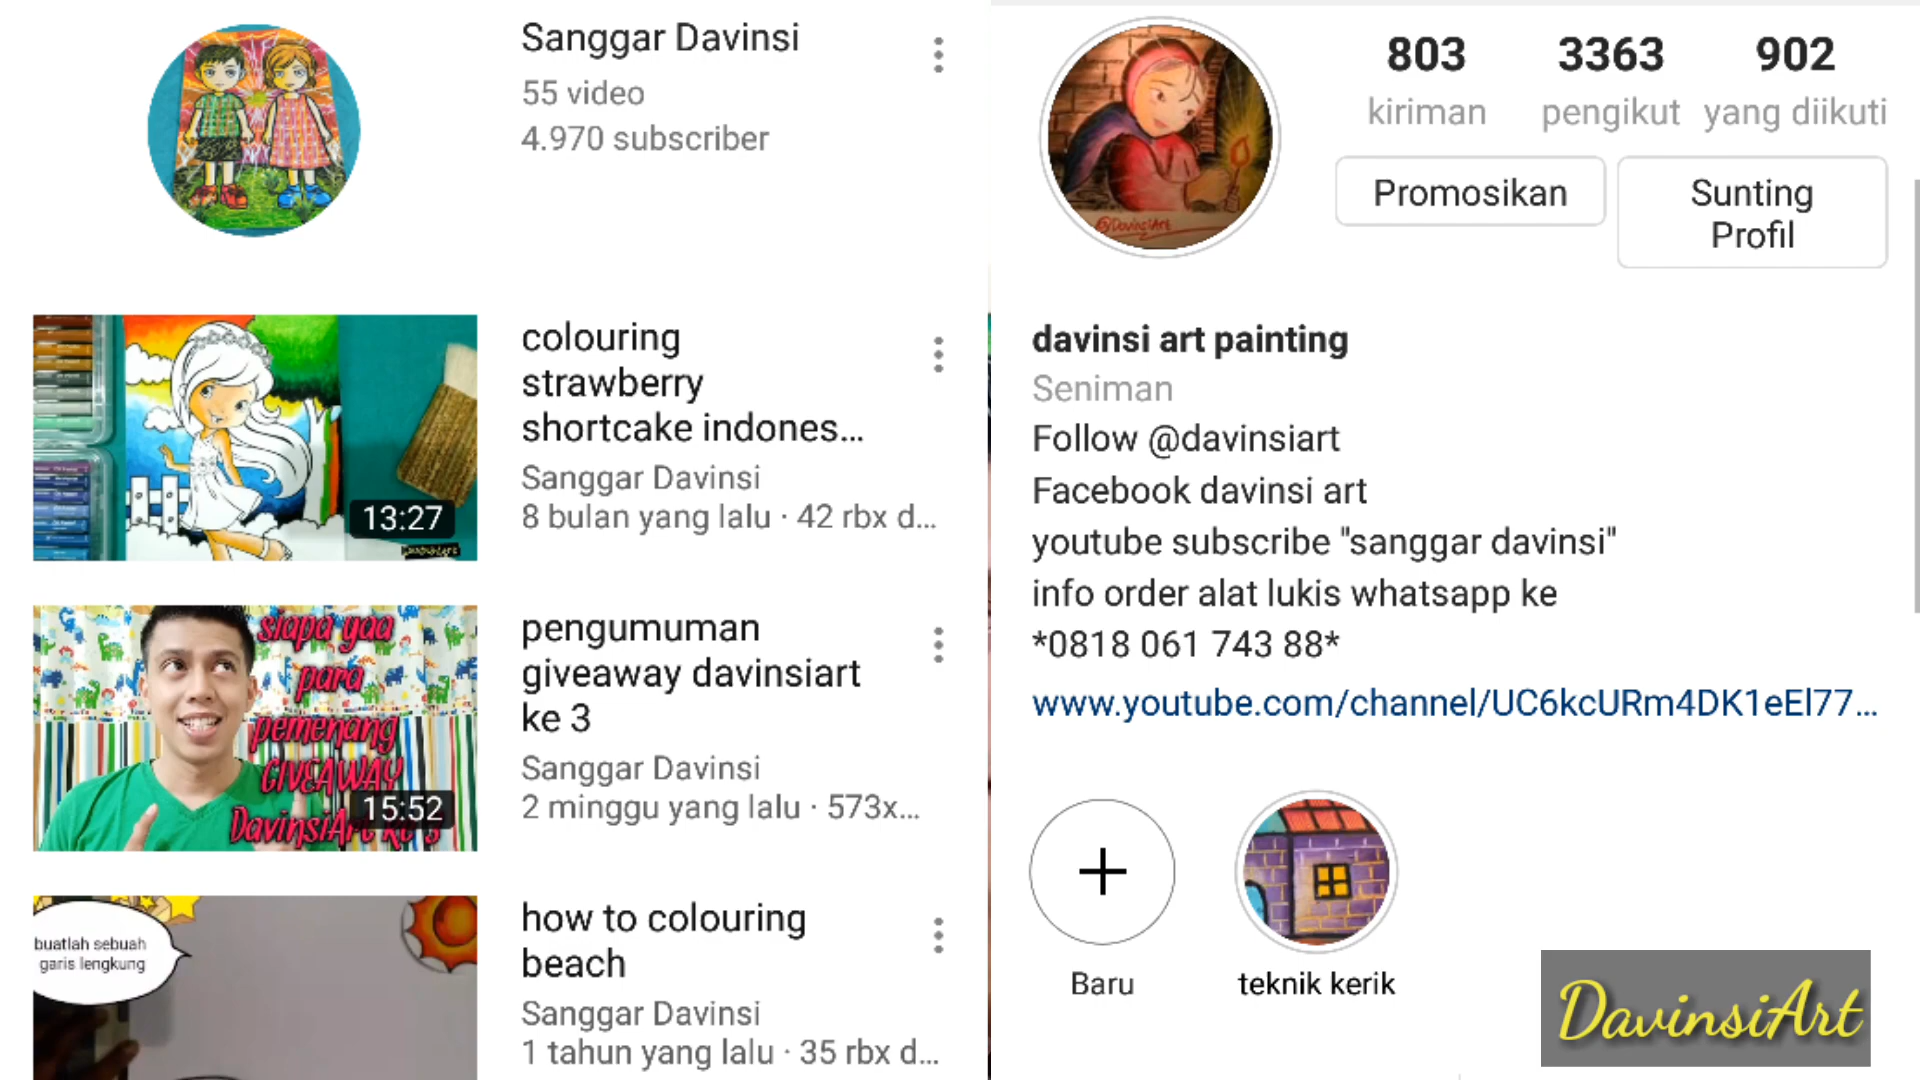 Sanggar Davinsi
55 video
4.970 subscriber
13:27
colouring
strawberry
shortcake indones...
Sanggar Davinsi
8 bulan yang lalu · 42 rbx d...
siapa yaa
para
pemenang
GIVEAWAY
DavinsiArt ke 3
15:52
pengumuman
giveaway davinsiart
ke 3
Sanggar Davinsi
2 minggu yang lalu · 573x...
buatlah sebuah
garis lengkung
how to colouring
beach
Sanggar Davinsi
1 tahun yang lalu · 35 rbx d...
@DavinsiArt
803
kiriman
3363
pengikut
902
yang diikuti
Promosikan
Sunting
Profil
davinsi art painting
Seniman
Follow @davinsiart
Facebook davinsi art
youtube subscribe "sanggar davinsi"
info order alat lukis whatsapp ke
*0818 061 743 88*
www.youtube.com/channel/UC6kcURm4DK1eEl77...
Baru
teknik kerik
DavinsiArt